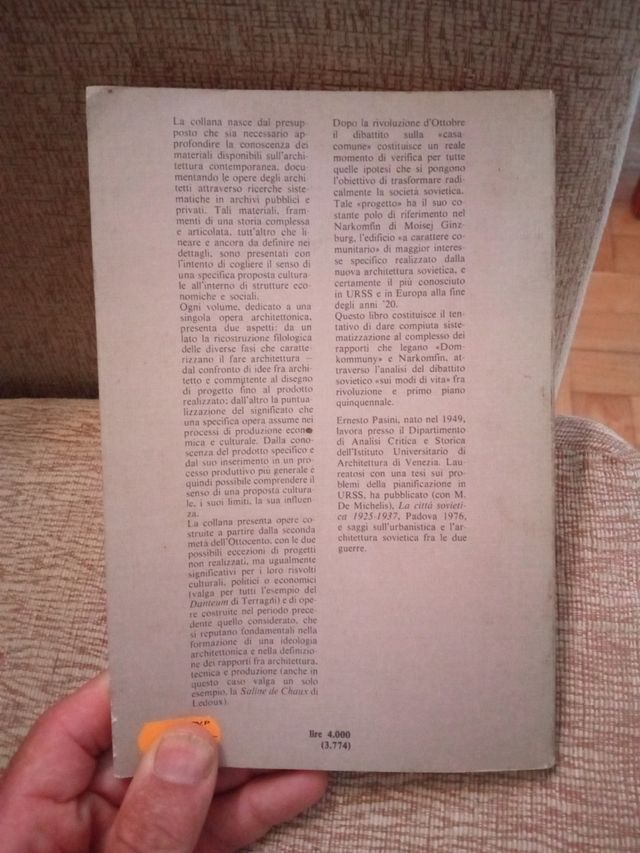 La collana nasce dal presup-
posto che sia necessario ap-
profondire la conoscenza dei
materiali disponibili sull'archi-
tettura contemporanea, docu-
mentando le opere degli archi-
tetti attraverso ricerche siste-
matiche in archivi pubblici e
privati. Tali materiali, fram-
menti di una storia complessa
e articolata, tutt'altro che li-
neare e ancora da definire nei
dettagli, sono presentati con
l'intento di cogliere il senso di
una specifica proposta cultura-
le all'interno di strutture eco-
nomiche e sociali.
Ogni volume, dedicato a una
singola opera architettonica,
presenta due aspetti: da un
lato la ricostruzione filologica
delle diverse fasi che caratte-
rizzano il fare architettura —
dal confronto di idee fra archi-
tetto e committente al disegno
di progetto fino al prodotto
realizzato; dall'altro la puntua-
lizzazione del significato che
una specifica opera assume nei
processi di produzione econo-
mica e culturale. Dalla cono-
scenza del prodotto specifico e
dal suo inserimento in un pro-
cesso produttivo più generale è
quindi possibile comprendere il
senso di una proposta cultura-
le, i suoi limiti, la sua influen-
za.
La collana presenta opere co-
struite a partire dalla seconda
metà dell'Ottocento, con le due
possibili eccezioni di progetti
non realizzati, ma ugualmente
significativi per i loro risvolti
culturali, politici o economici
(valga per tutti l'esempio del
Danteum di Terragni) e di ope-
re costruite nel periodo prece-
dente quello considerato, che
si reputano fondamentali nella
formazione di una ideologia
architettonica e nella definizio-
ne dei rapporti fra architettura,
tecnica e produzione (anche in
questo caso valga un solo
esempio, la Saline de Chaux di
Ledoux).
Dopo la rivoluzione d'Ottobre
il dibattito sulla «casa-
comune» costituisce un reale
momento di verifica per tutte
quelle ipotesi che si pongono
l'obiettivo di trasformare radi-
calmente la società sovietica.
Tale «progetto» ha il suo co-
stante polo di riferimento nel
Narkomfin di Moisej Ginz-
burg, l'edificio «a carattere co-
munitario» di maggior interes-
se specifico realizzato dalla
nuova architettura sovietica, e
certamente il più conosciuto
in URSS e in Europa alla fine
degli anni '20.
Questo libro costituisce il ten-
tativo di dare compiuta siste-
matizzazione al complesso dei
rapporti che legano «Dom-
kommuny» e Narkomfin, at-
traverso l'analisi del dibattito
sovietico «sui modi di vita» fra
rivoluzione e primo piano
quinquennale.
Ernesto Pasini, nato nel 1949,
lavora presso il Dipartimento
di Analisi Critica e Storica
dell'Istituto Universitario di
Architettura di Venezia. Lau-
reatosi con una tesi sui pro-
blemi della pianificazione in
URSS, ha pubblicato (con M.
De Michelis), La città sovieti-
ca 1925-1937, Padova 1976,
e saggi sull'urbanistica e l'ar-
chitettura sovietica fra le due
guerre.
lire 4.000
(3.774)